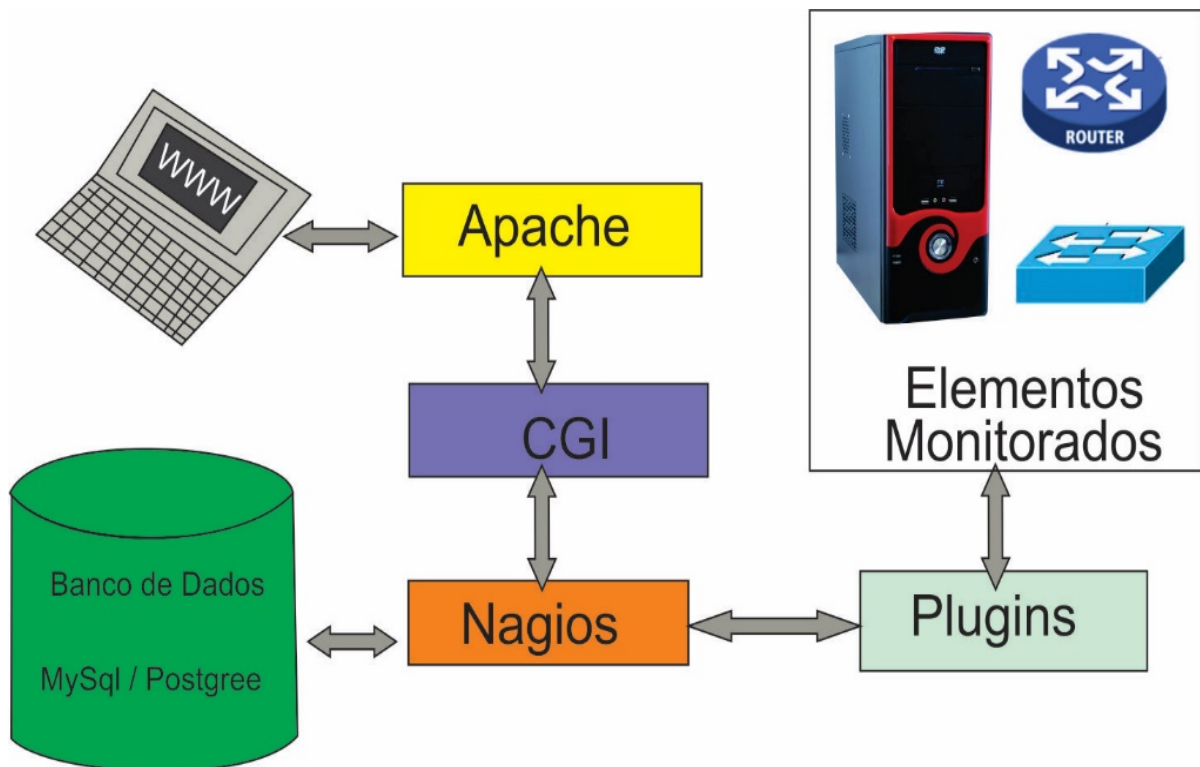 WWW
Apache
ROUTER
CGI
Elementos
Monitorados
Banco de Dados
MySql / Postgree
Nagios
Plugins